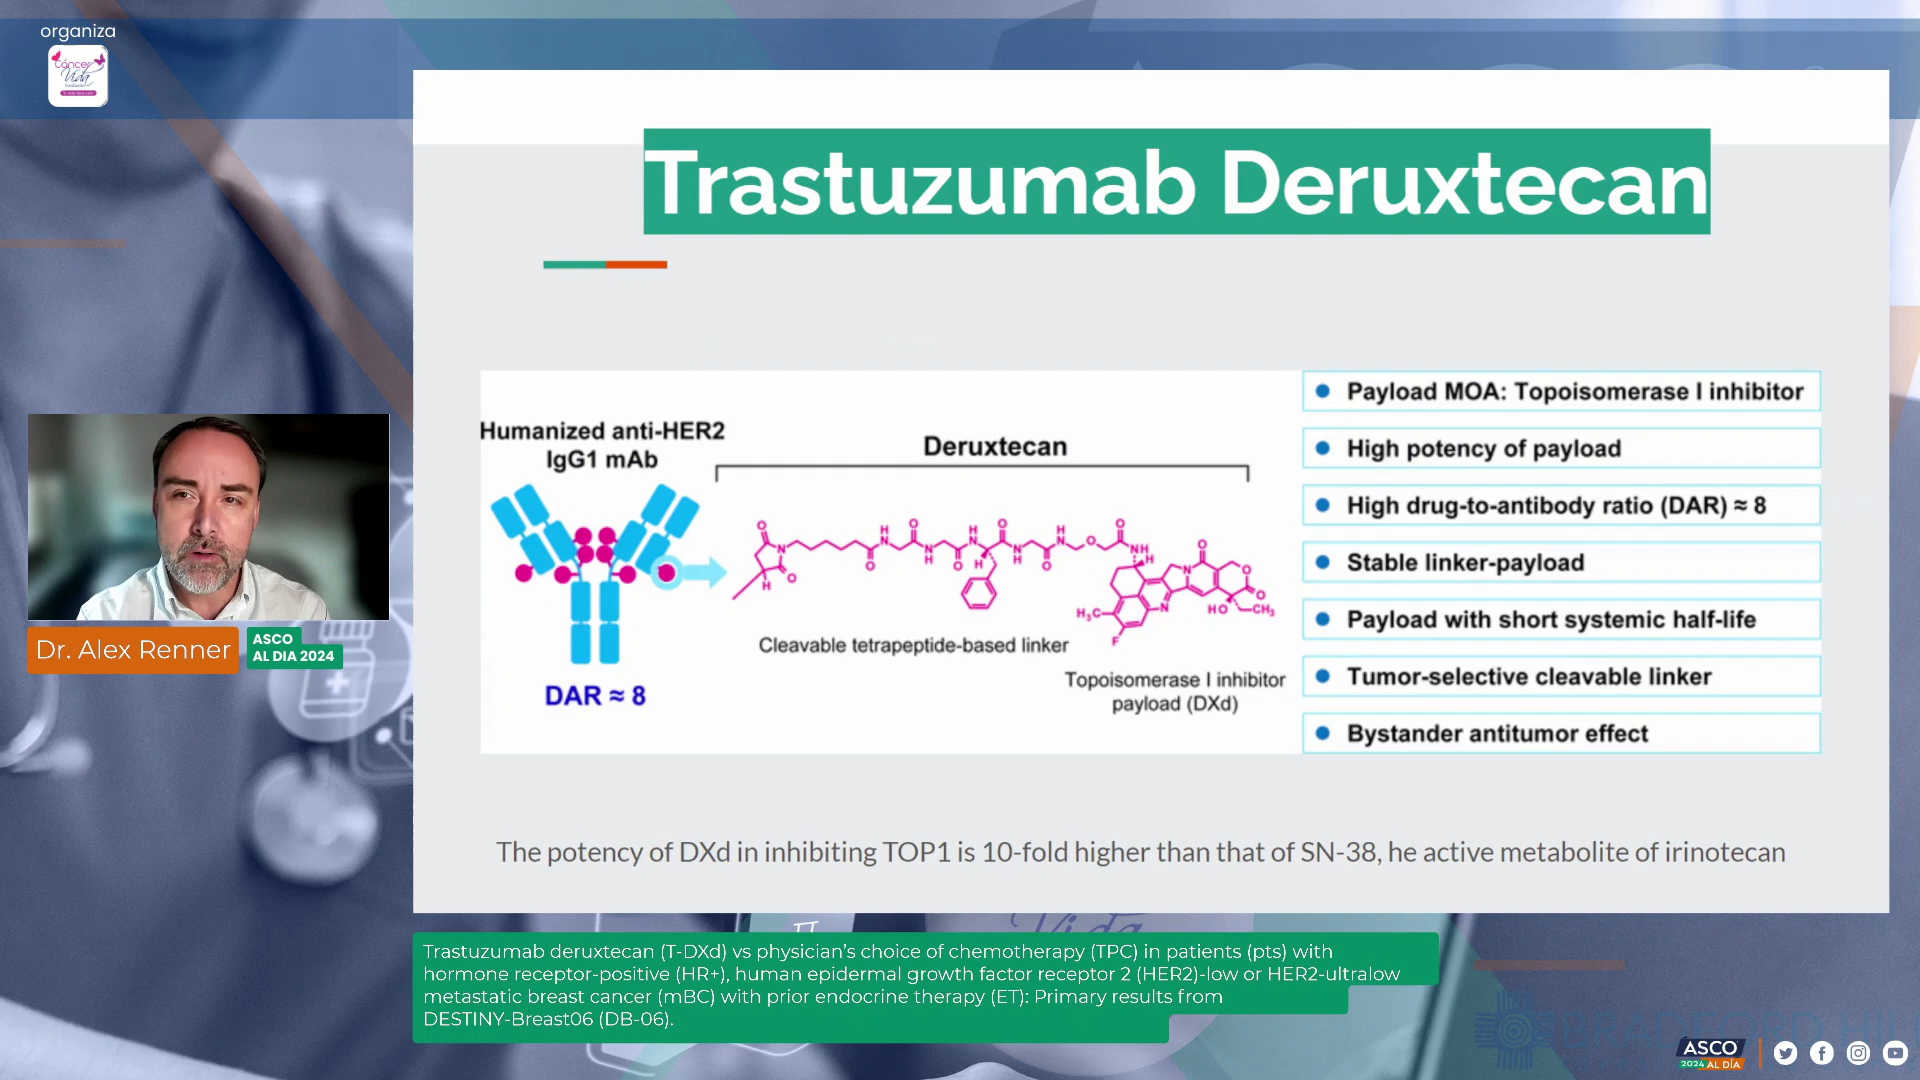 organiza
Cáncer
Vida
Trastuzumab Deruxtecan
Humanized anti-HER2
IgG1 mAb
DAR ≈ 8
Deruxtecan
Cleavable tetrapeptide-based linker
Topoisomerase I inhibitor
payload (DXd)
● Payload MOA: Topoisomerase I inhibitor
● High potency of payload
● High drug-to-antibody ratio (DAR) ≈ 8
● Stable linker-payload
● Payload with short systemic half-life
● Tumor-selective cleavable linker
● Bystander antitumor effect
The potency of DXd in inhibiting TOP1 is 10-fold higher than that of SN-38, he active metabolite of irinotecan
Dr. Alex Renner
ASCO
AL DIA 2024
Trastuzumab deruxtecan (T-DXd) vs physician’s choice of chemotherapy (TPC) in patients (pts) with
hormone receptor-positive (HR+), human epidermal growth factor receptor 2 (HER2)-low or HER2-ultralow
metastatic breast cancer (mBC) with prior endocrine therapy (ET): Primary results from
DESTINY-Breast06 (DB-06).
ASCO
2024 AL DÍA